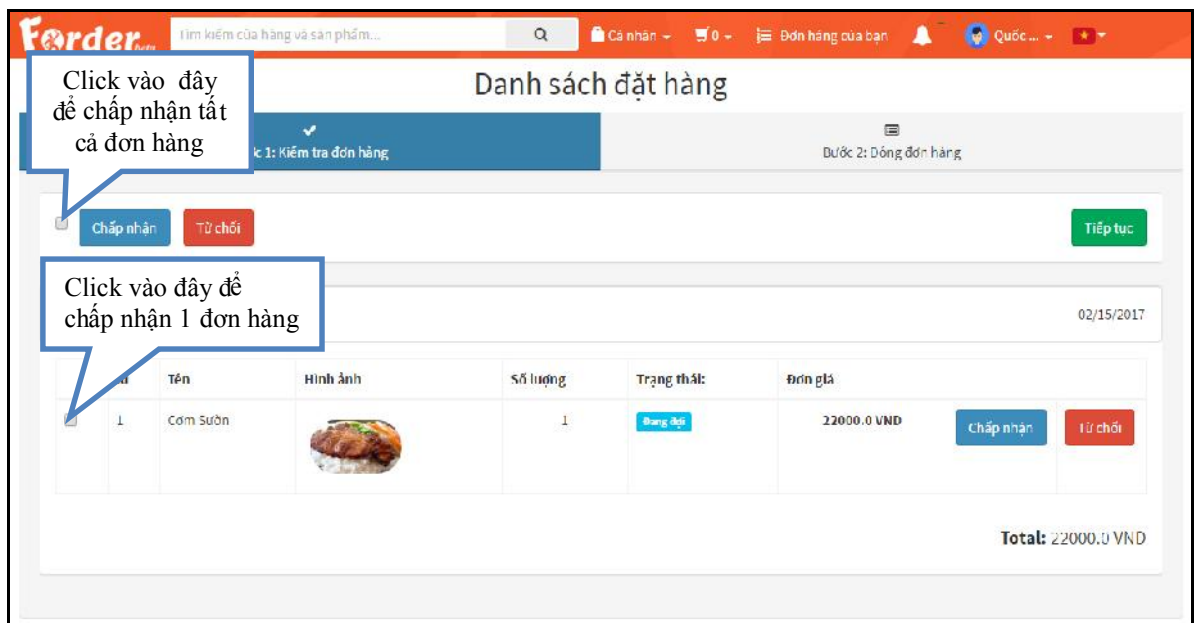 Forder beta Tìm kiếm cửa hàng và sản phẩm... Cá nhân 0 Đơn hàng của bạn Quốc ...
Danh sách đặt hàng
Click vào đây
để chấp nhận tất
cả đơn hàng
c 1: Kiểm tra đơn hàng
Bước 2: Đóng đơn hàng
Chấp nhận Từ chối Tiếp tục
Click vào đây để
chấp nhận 1 đơn hàng
02/15/2017
Tên Hình ảnh Số lượng Trạng thái: Đơn giá
1 Cơm Sườn 1 Đang đợi 22000.0 VND Chấp nhận Từ chối
Total: 22000.0 VND